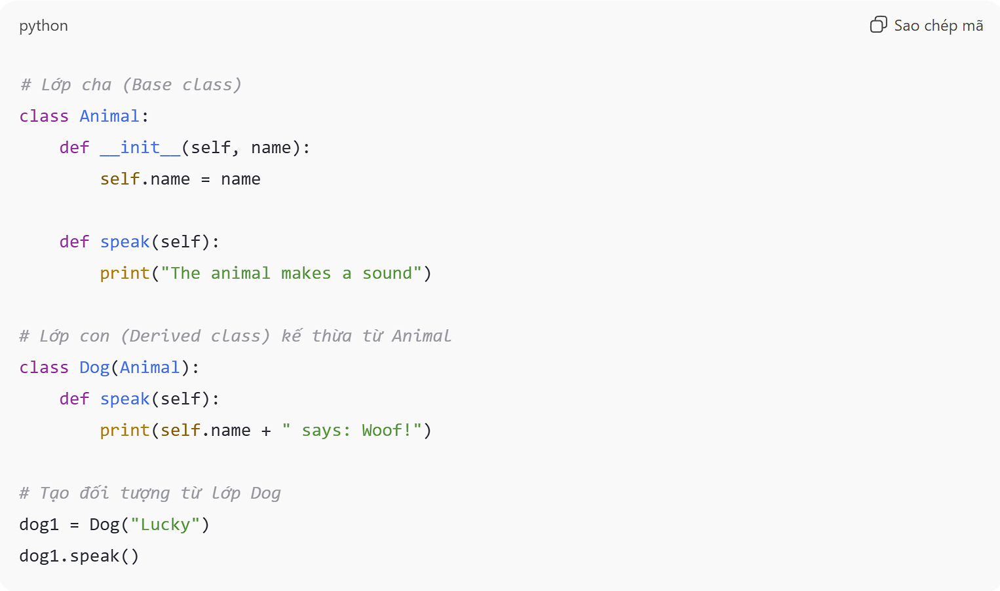 python
Sao chép mã
# Lớp cha (Base class)
class Animal:
    def __init__(self, name):
        self.name = name
    def speak(self):
        print("The animal makes a sound")
# Lớp con (Derived class) kế thừa từ Animal
class Dog(Animal):
    def speak(self):
        print(self.name + " says: Woof!")
# Tạo đối tượng từ lớp Dog
dog1 = Dog("Lucky")
dog1.speak()